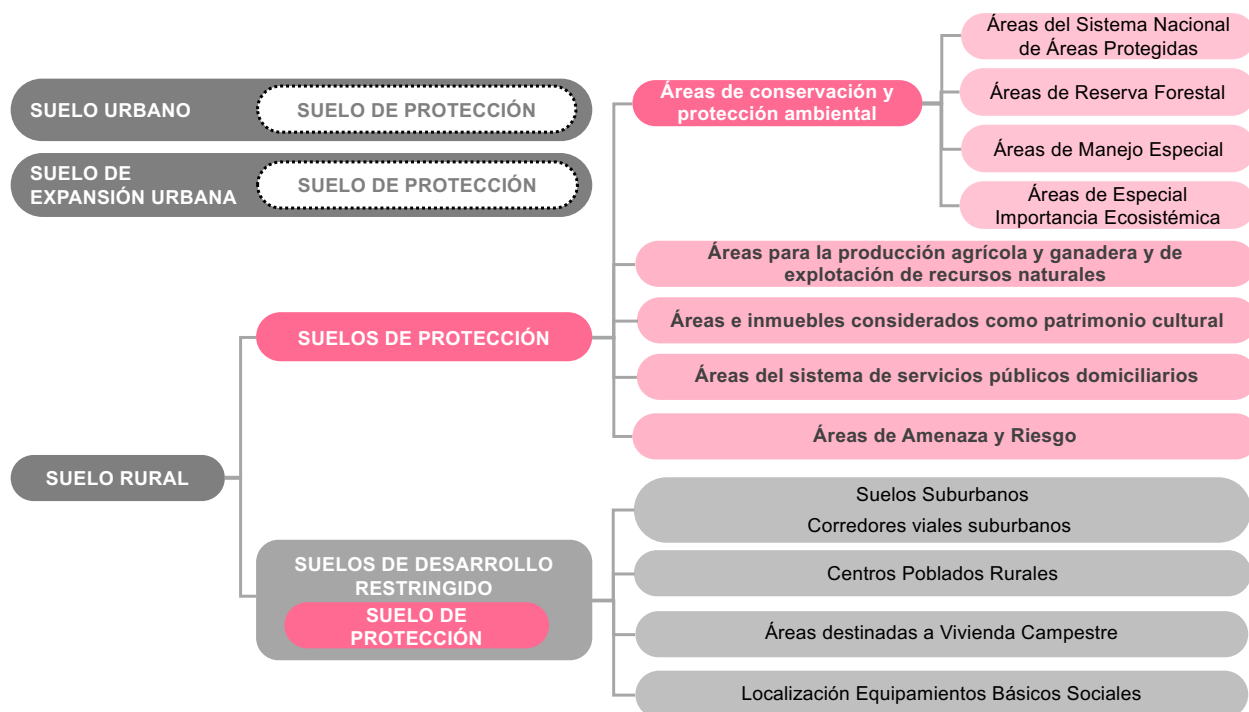 SUELO URBANO
SUELO DE PROTECCIÓN
SUELO DE
EXPANSIÓN URBANA
SUELO DE PROTECCIÓN
SUELO RURAL
SUELOS DE PROTECCIÓN
Áreas de conservación y
protección ambiental
Áreas del Sistema Nacional
de Áreas Protegidas
Áreas de Reserva Forestal
Áreas de Manejo Especial
Áreas de Especial
Importancia Ecosistémica
Áreas para la producción agrícola y ganadera y de
explotación de recursos naturales
Áreas e inmuebles considerados como patrimonio cultural
Áreas del sistema de servicios públicos domiciliarios
Áreas de Amenaza y Riesgo
SUELOS DE DESARROLLO
RESTRINGIDO
SUELO DE
PROTECCIÓN
Suelos Suburbanos
Corredores viales suburbanos
Centros Poblados Rurales
Áreas destinadas a Vivienda Campestre
Localización Equipamientos Básicos Sociales